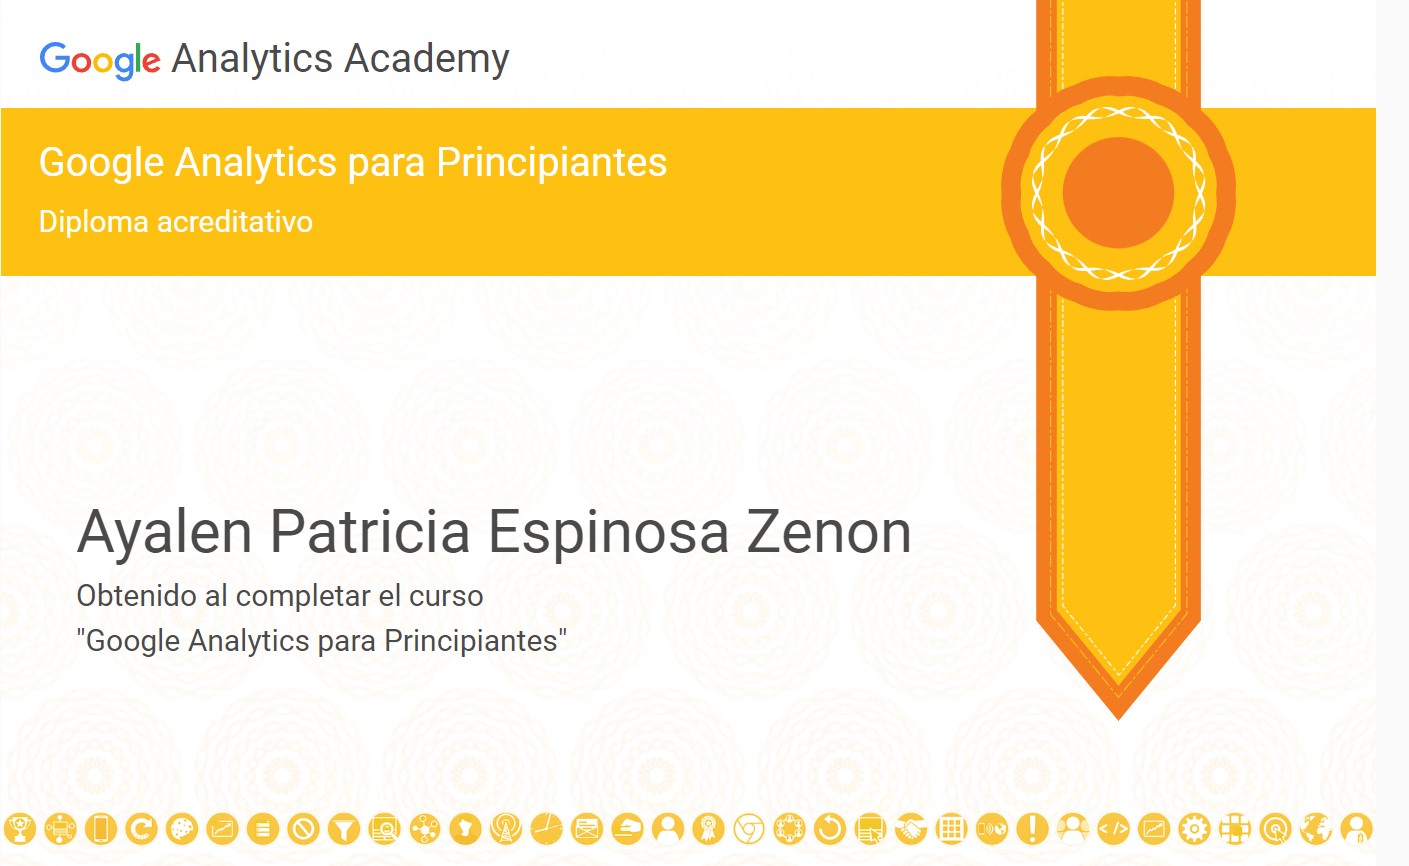 Google Analytics Academy
Google Analytics para Principiantes
Diploma acreditativo
Ayalen Patricia Espinosa Zenon
Obtenido al completar el curso
"Google Analytics para Principiantes"